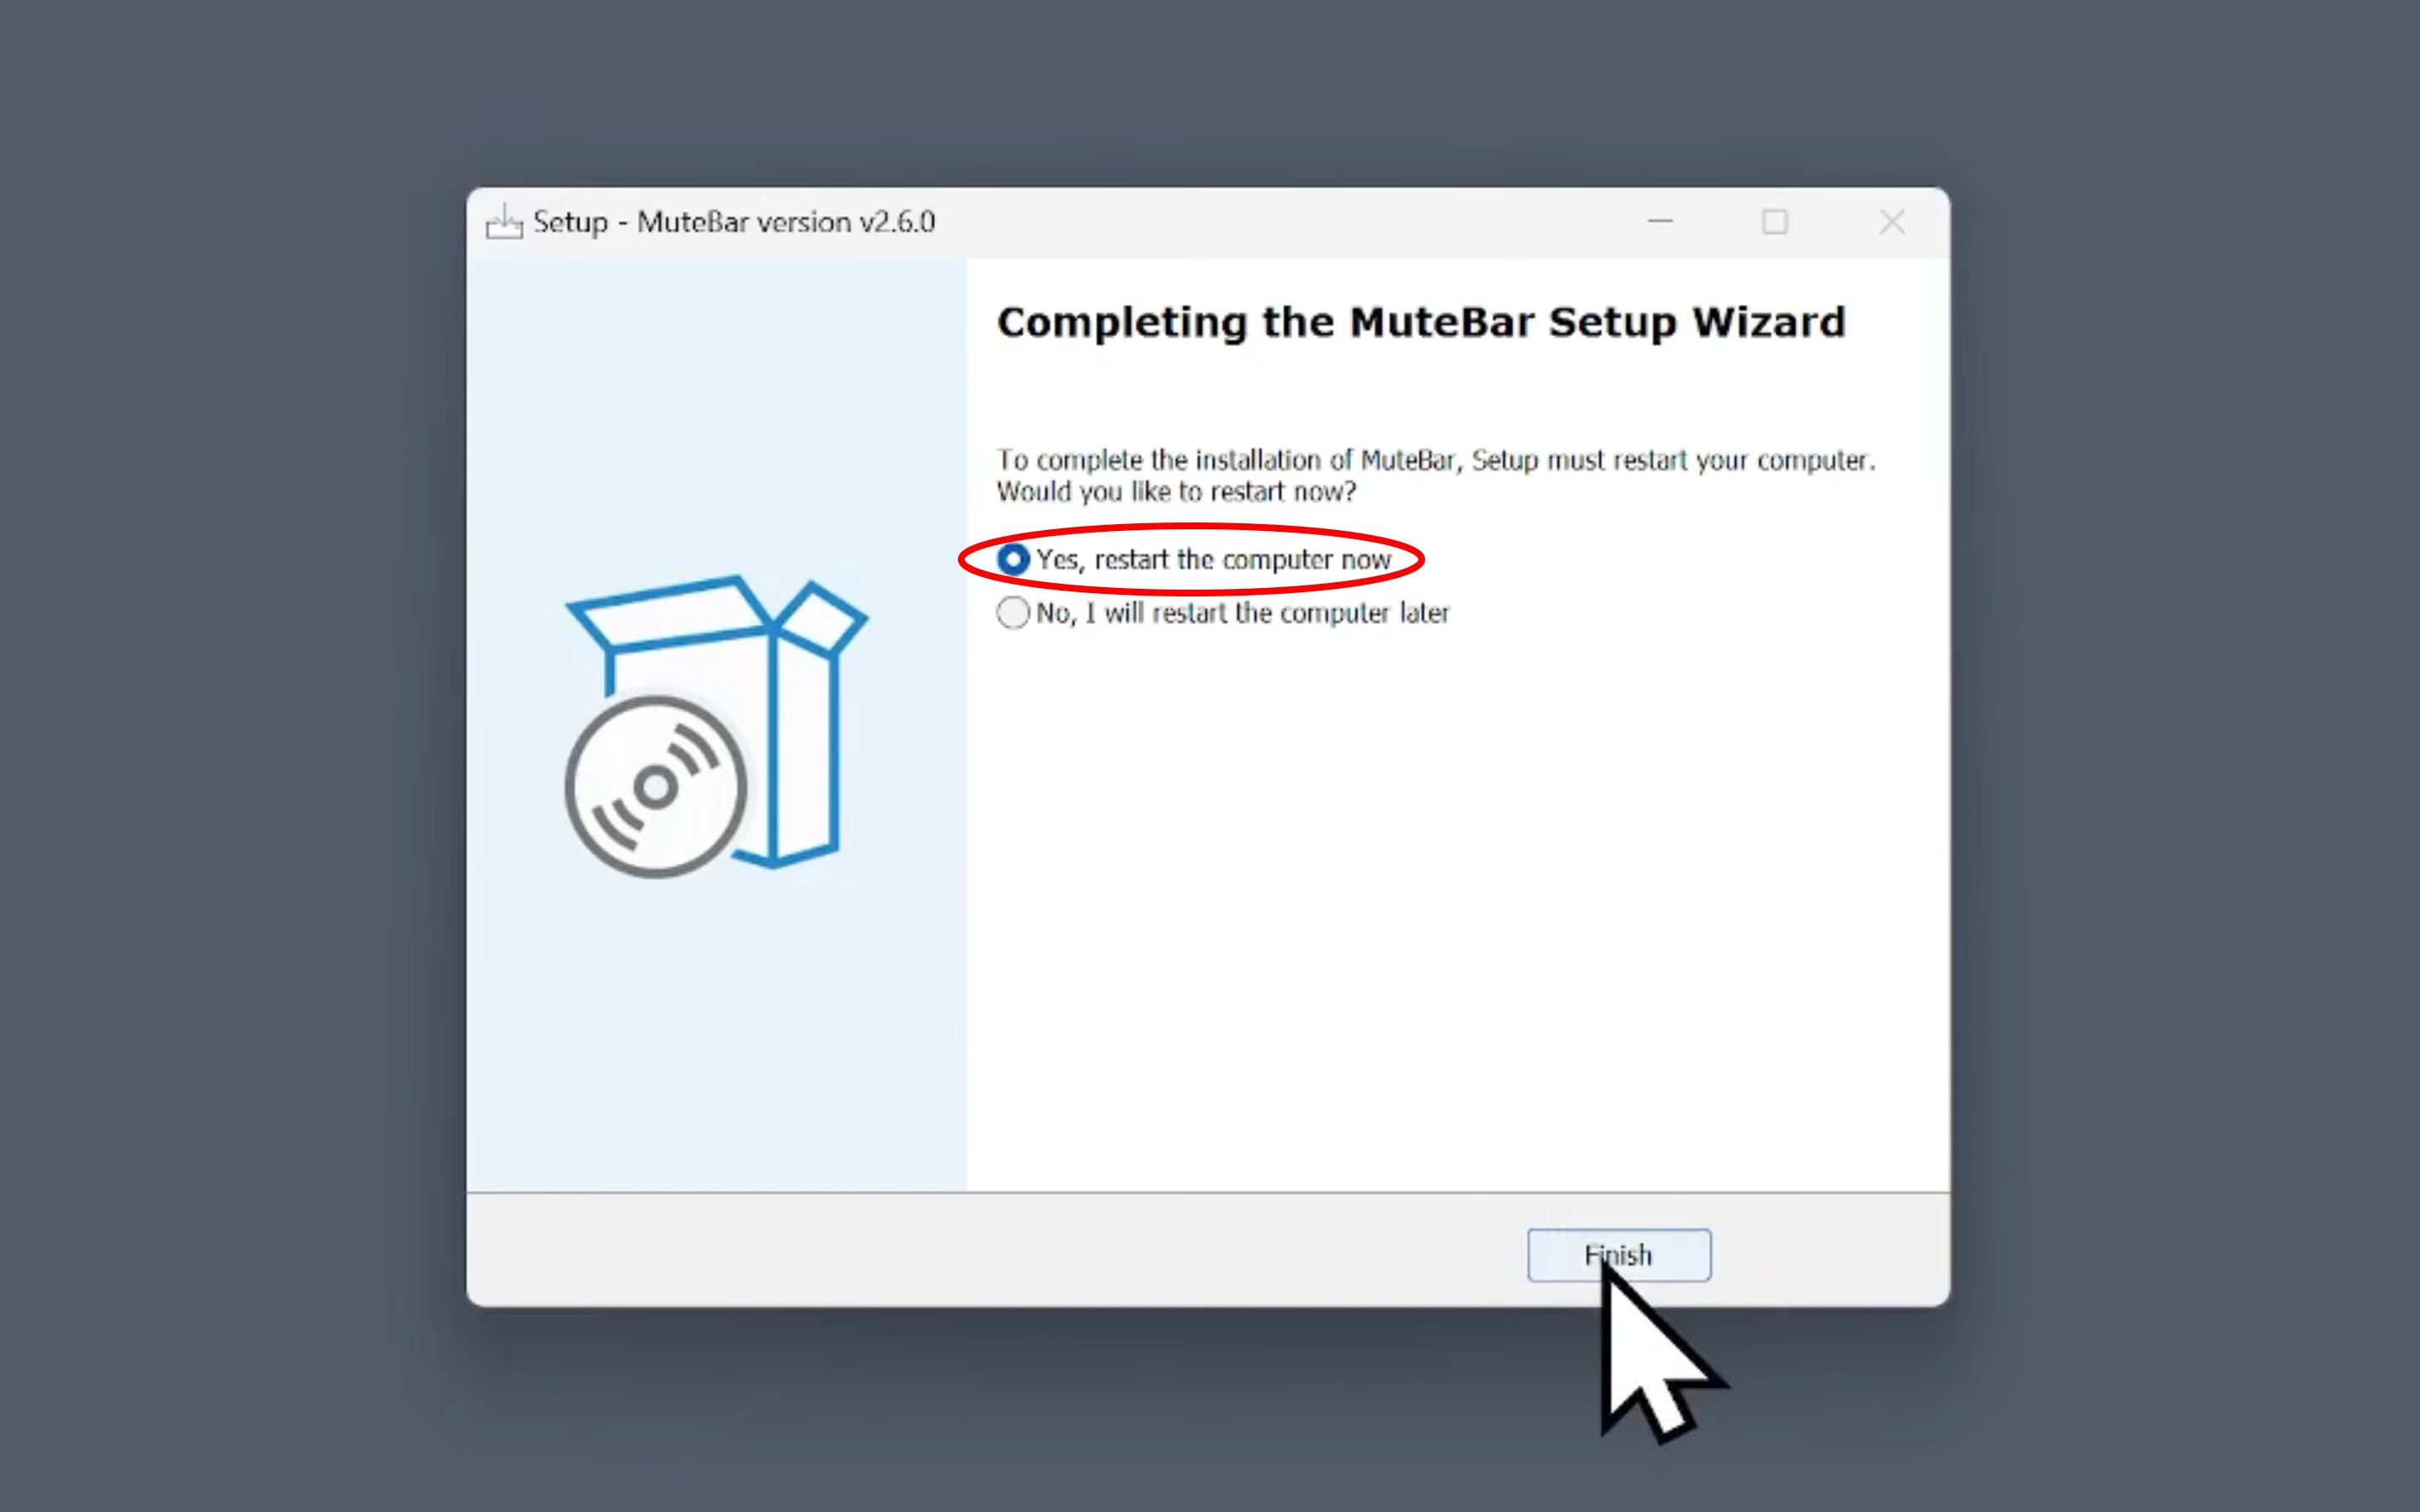 Setup - MuteBar version v2.6.0
Completing the MuteBar Setup Wizard
To complete the installation of MuteBar, Setup must restart your computer.
Would you like to restart now?
Yes, restart the computer now
No, I will restart the computer later
Finish